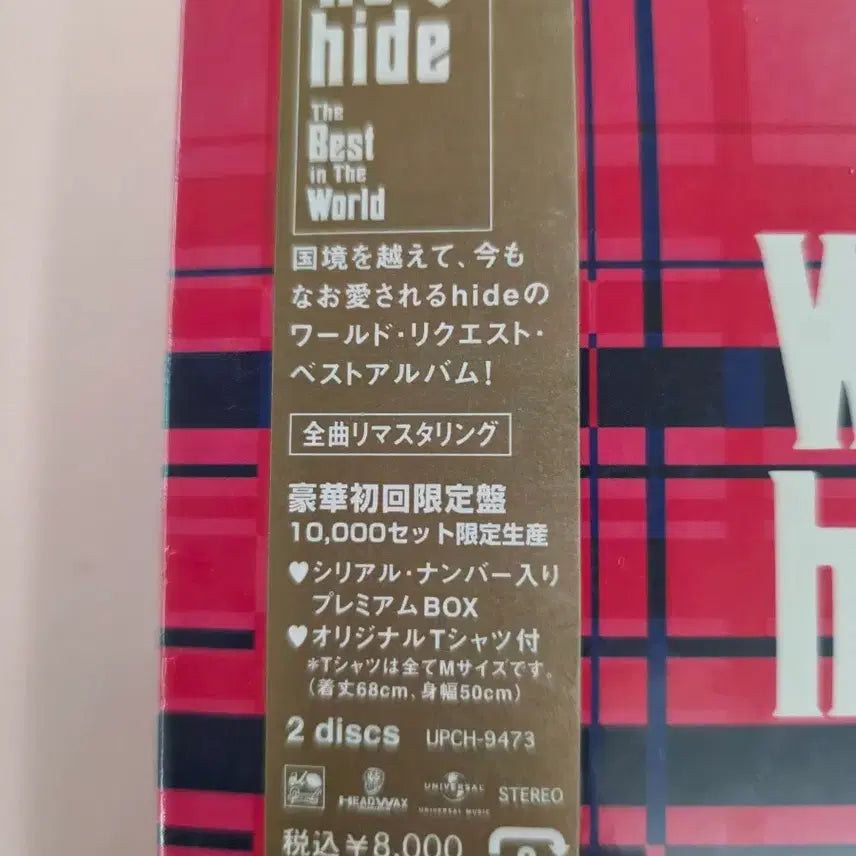 hide
The
Best
in The
World
国境を越えて、今も
なお愛されるhideの
ワールド・リクエスト・
ベストアルバム!
全曲リマスタリング
豪華初回限定盤
10,000セット限定生産
♥シリアル・ナンバー入り
プレミアムBOX
♥オリジナルTシャツ付
*Tシャツは全てMサイズです。
(着丈68cm、身幅50cm)
2 discs UPCH-9473
HEADWAX UNIVERSAL STEREO
UNIVERSAL MUSIC
税込¥8,000